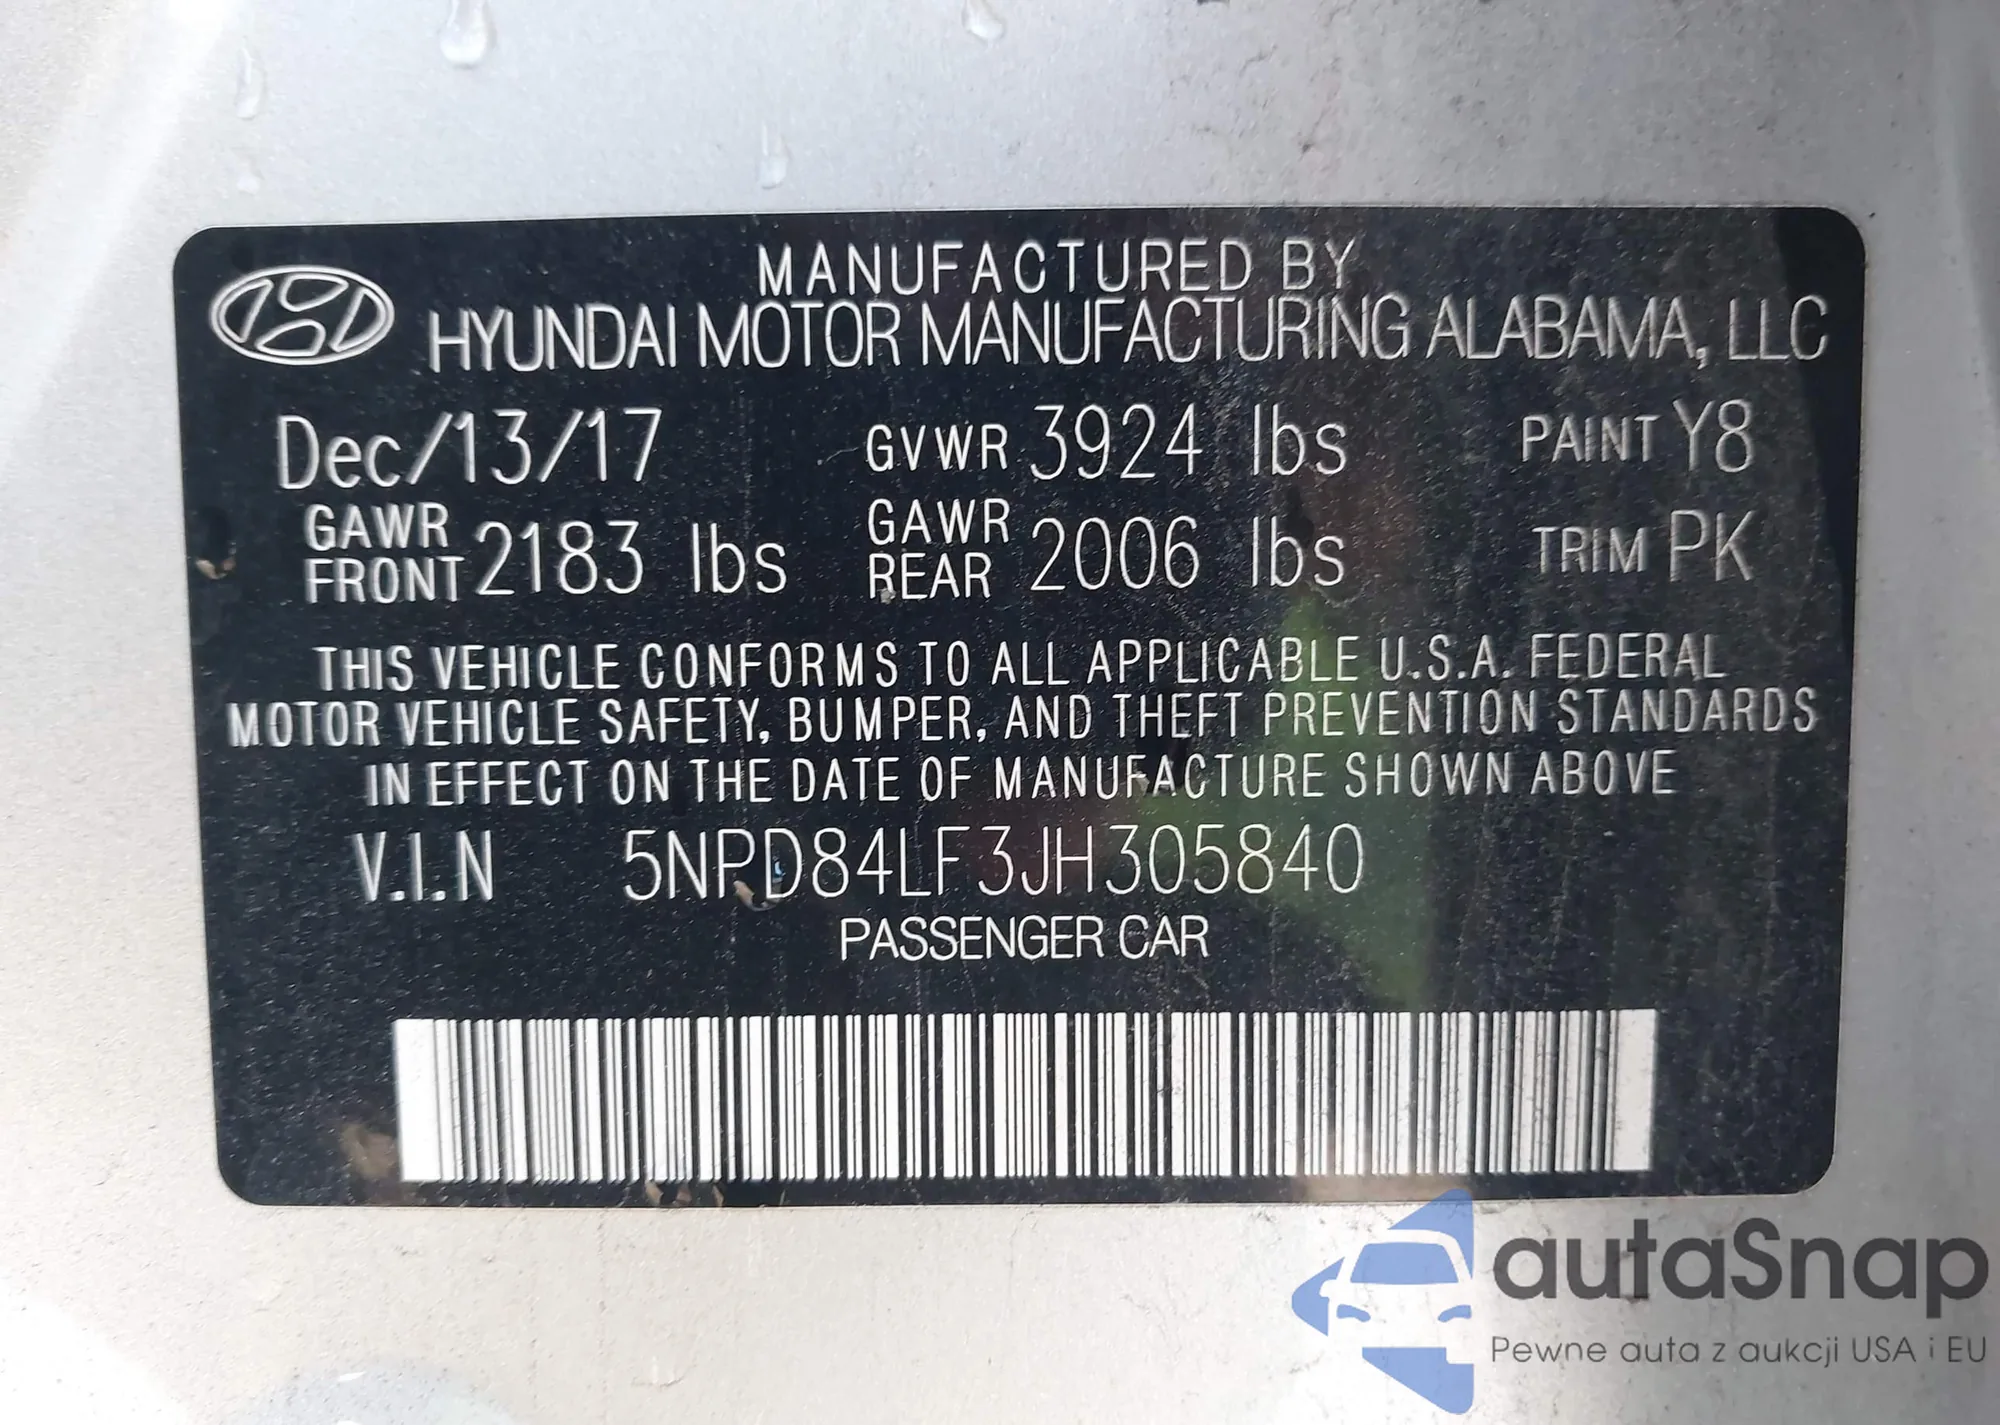 MANUFACTURED BY
HYUNDAI MOTOR MANUFACTURING ALABAMA, LLC
Dec/13/17 GVWR 3924 lbs PAINT Y8
GAWR FRONT 2183 lbs GAWR REAR 2006 lbs TRIM PK
THIS VEHICLE CONFORMS TO ALL APPLICABLE U.S.A. FEDERAL
MOTOR VEHICLE SAFETY, BUMPER, AND THEFT PREVENTION STANDARDS
IN EFFECT ON THE DATE OF MANUFACTURE SHOWN ABOVE
V.I.N 5NPD84LF3JH305840
PASSENGER CAR
autaSnap
Pewne auta z aukcji USA i EU